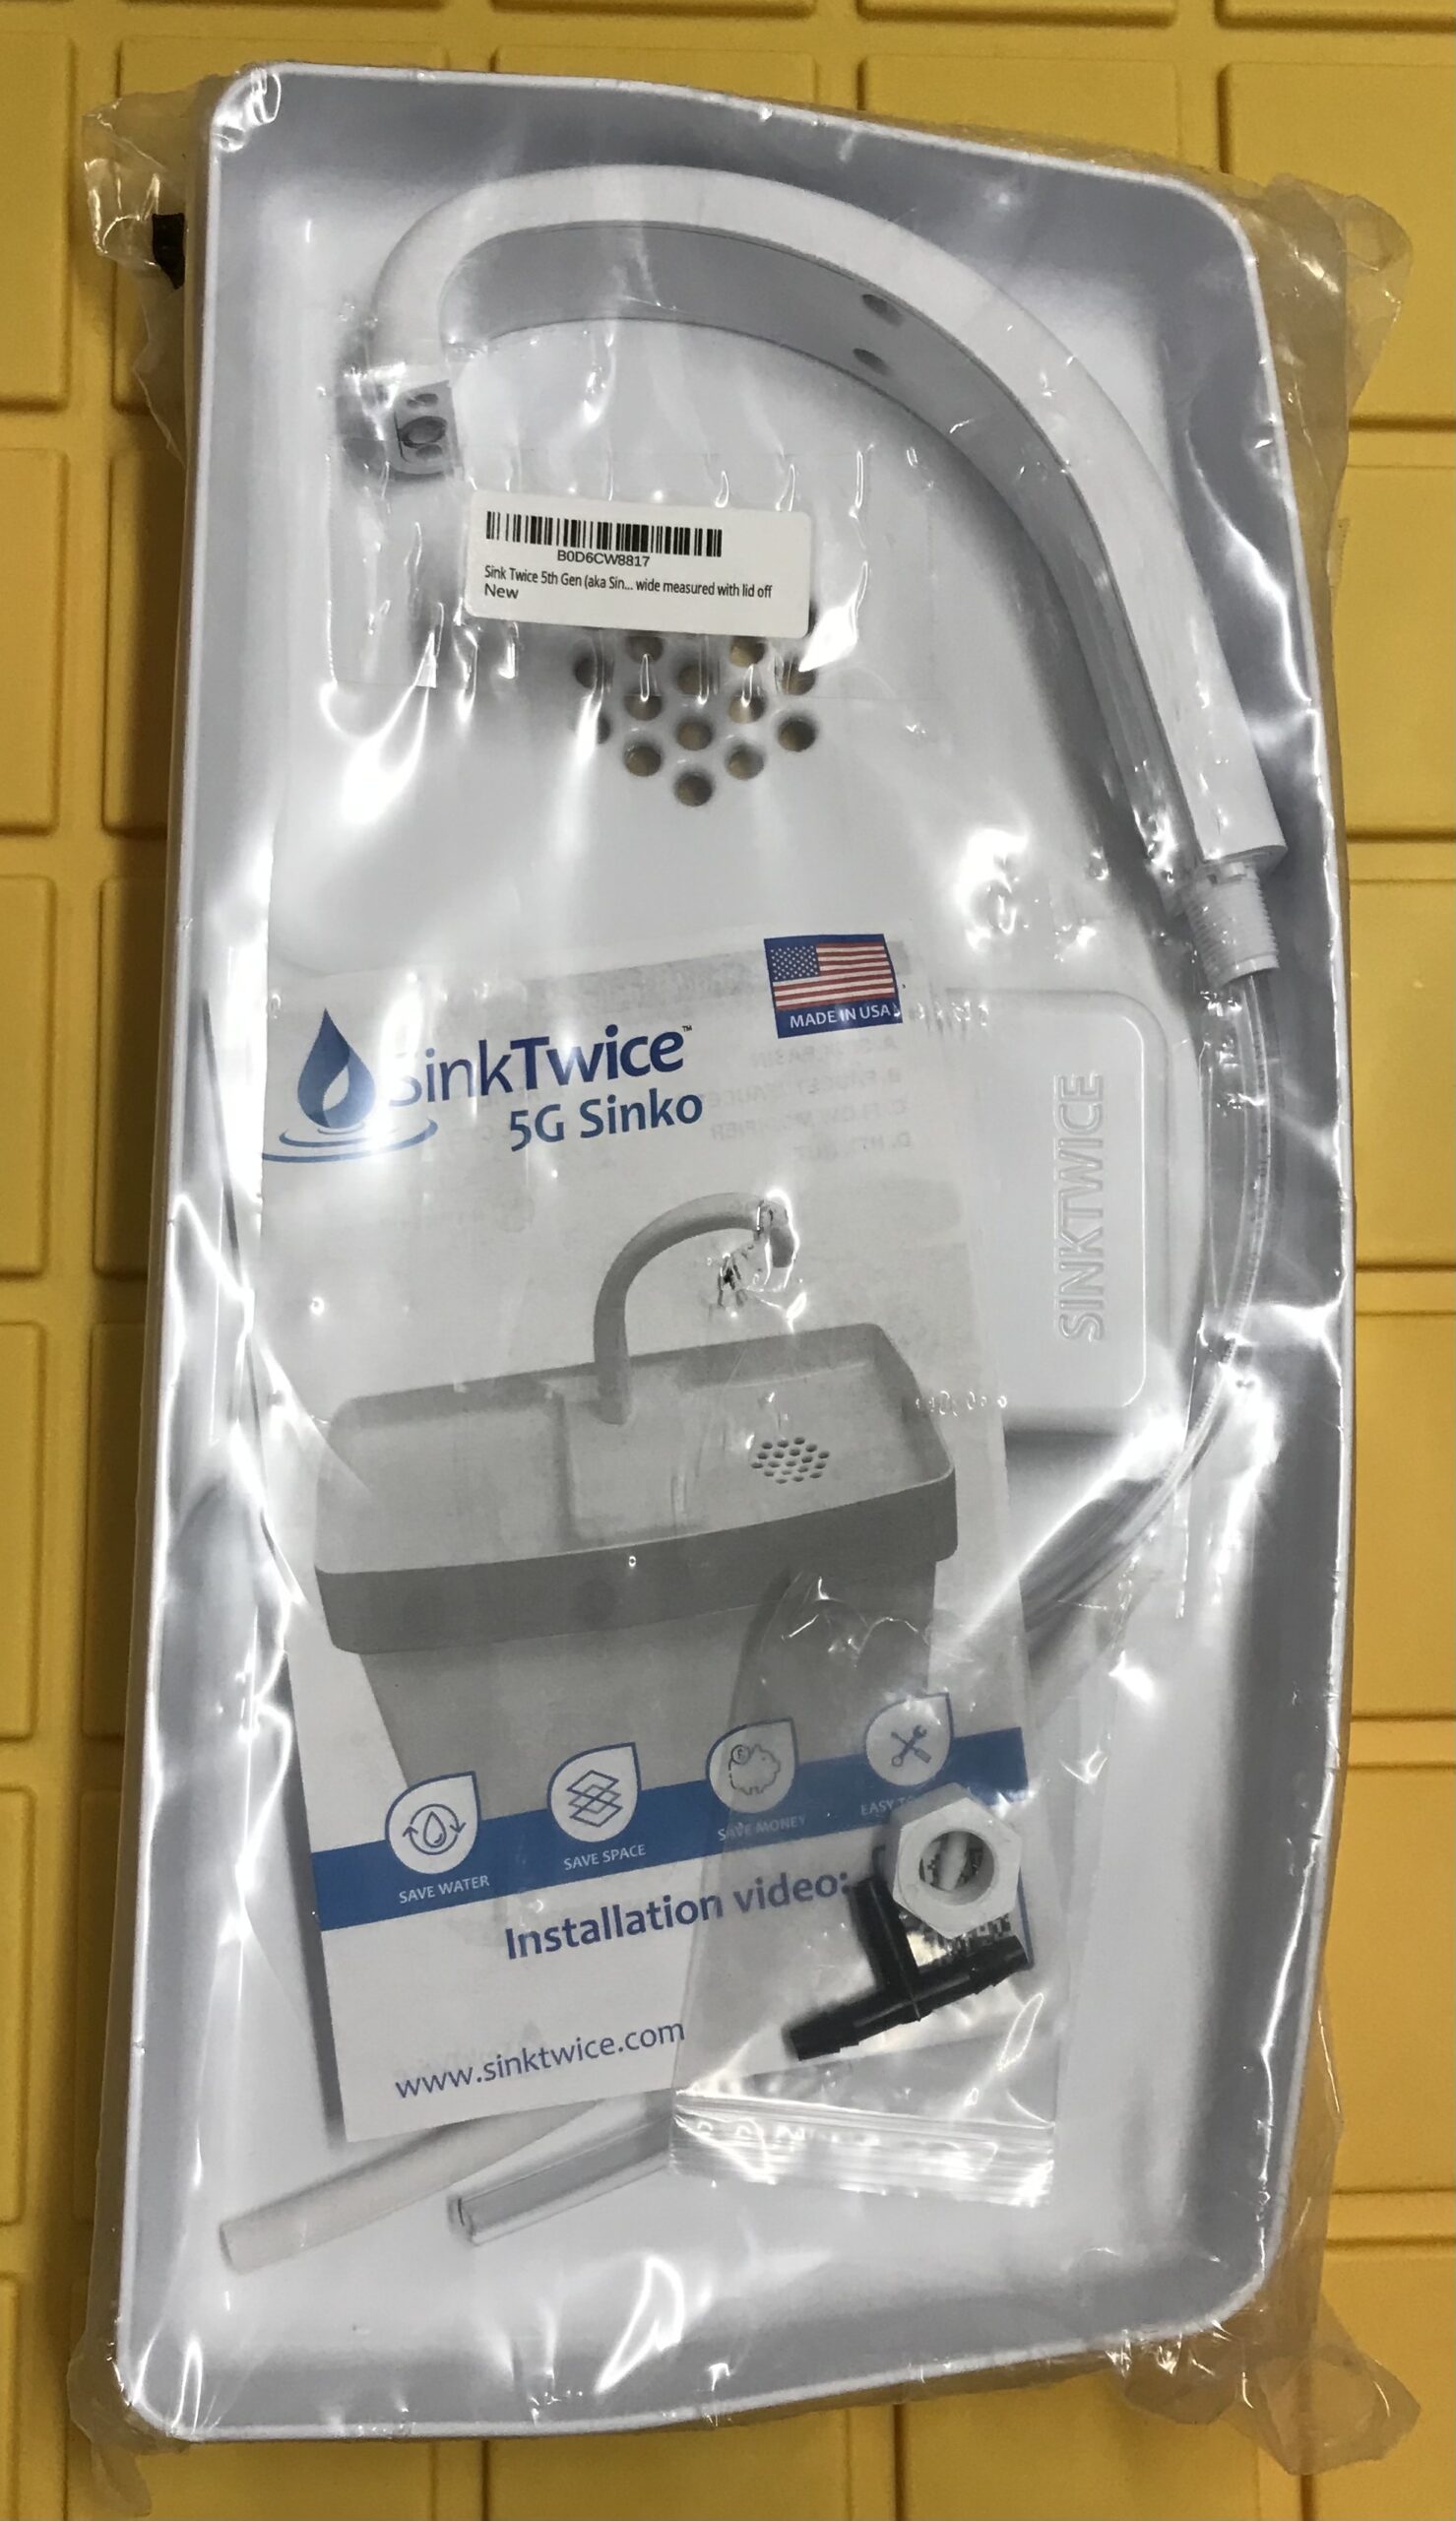 B0D6CW8817
Sink Twice 5th Gen (aka Sin... wide measured with lid off
New
MADE IN USA
SinkTwice™
5G Sinko
SINKTWICE
SAVE WATER
SAVE SPACE
SAVE MONEY
EASY
Installation video:
www.sinktwice.com